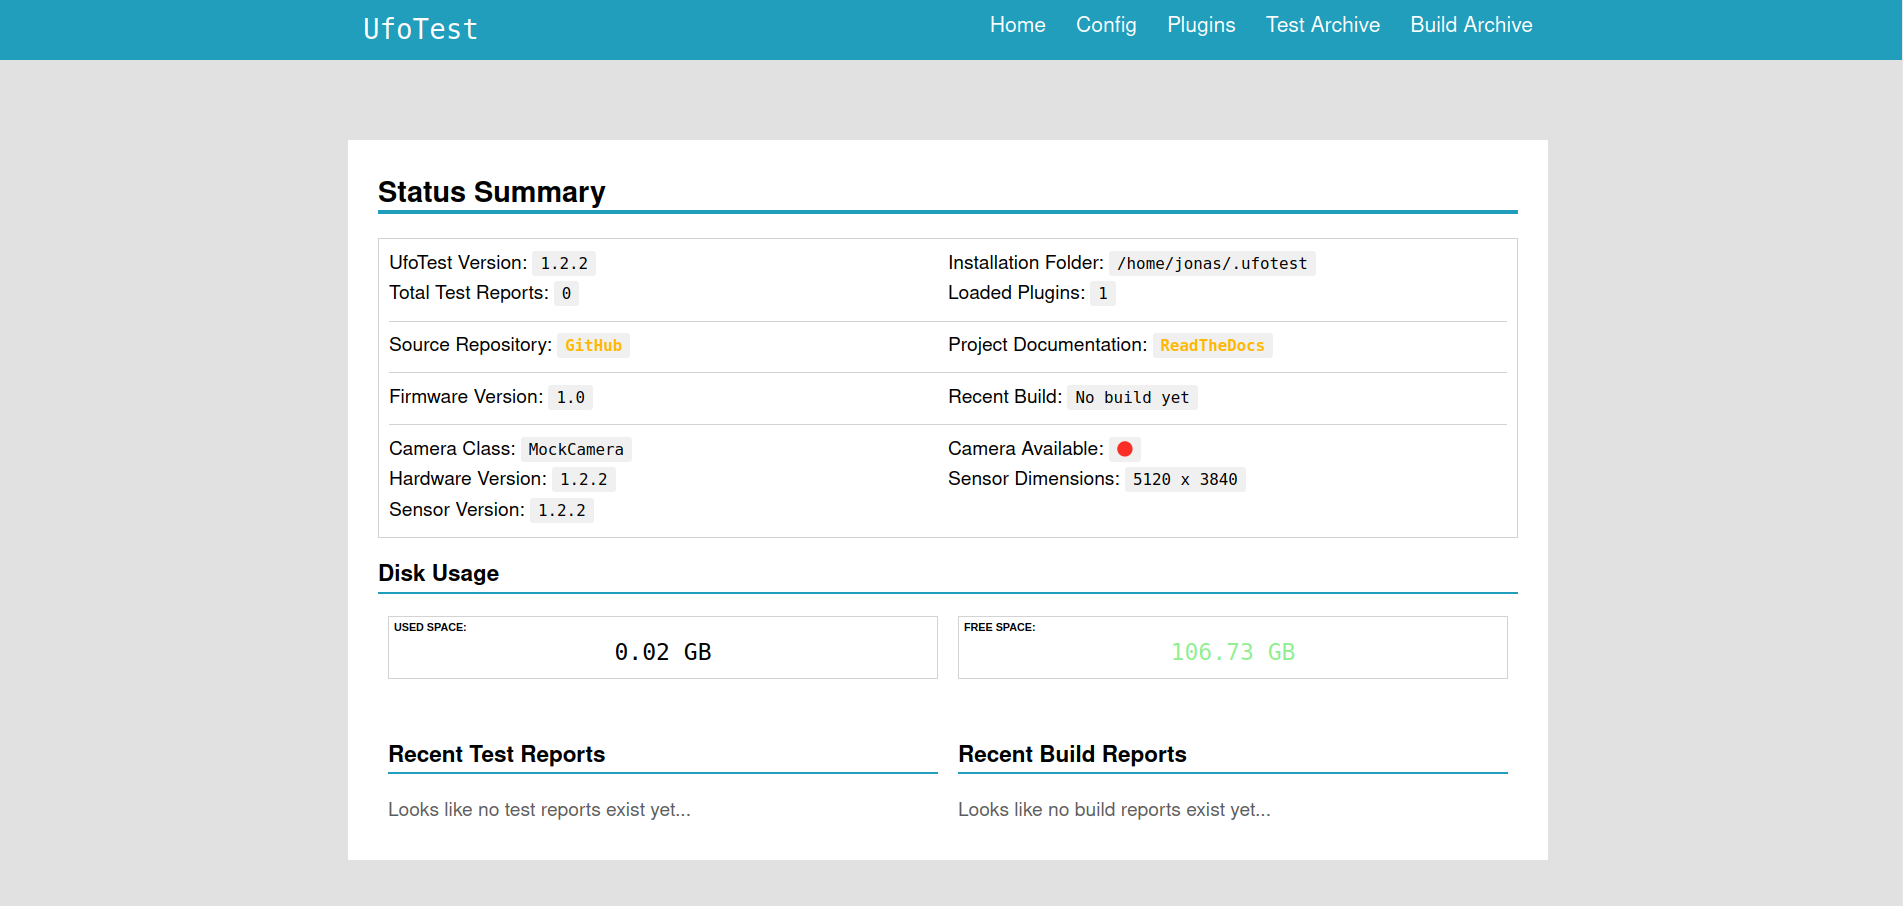 UfoTest
Home Config Plugins Test Archive Build Archive
Status Summary
UfoTest Version: 1.2.2 Installation Folder: /home/jonas/.ufotest
Total Test Reports: 0 Loaded Plugins: 1
Source Repository: GitHub Project Documentation: ReadTheDocs
Firmware Version: 1.0 Recent Build: No build yet
Camera Class: MockCamera Camera Available:
Hardware Version: 1.2.2 Sensor Dimensions: 5120 x 3840
Sensor Version: 1.2.2
Disk Usage
USED SPACE: FREE SPACE:
0.02 GB 106.73 GB
Recent Test Reports Recent Build Reports
Looks like no test reports exist yet... Looks like no build reports exist yet...